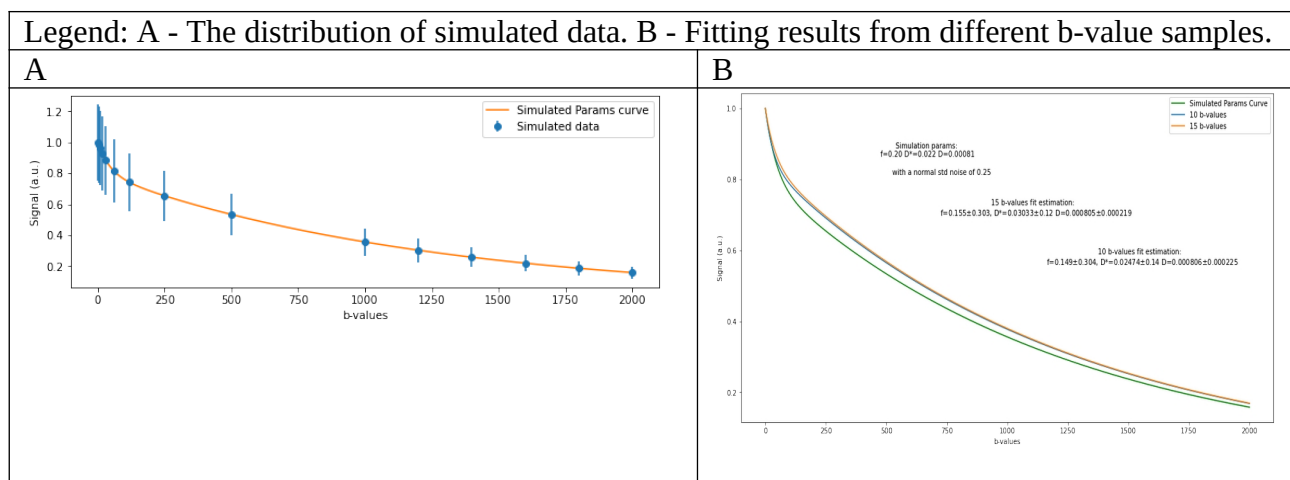 Legend: A - The distribution of simulated data. B - Fitting results from different b-value samples.
A
B
Simulated Params curve
Simulated data
1.2
1.0
0.8
0.6
0.4
0.2
Signal (a.u.)
0
250
500
750
1000
1250
1400
1600
1750
2000
b-values
Simulated Params Curve
10 b-values
15 b-values
Simulation params:
f=0.20 D*=0.022 D=0.00081
with a normal std noise of 0.25
15 b-values fit estimation:
f=0.155±0.303, D*=0.03033±0.12 D=0.000805±0.000219
10 b-values fit estimation:
f=0.149±0.304, D*=0.02474±0.14 D=0.000806±0.000225
1.0
0.8
0.6
0.4
0.2
Signal (a.u.)
0
250
500
750
1000
1250
1500
1750
2000
b-values